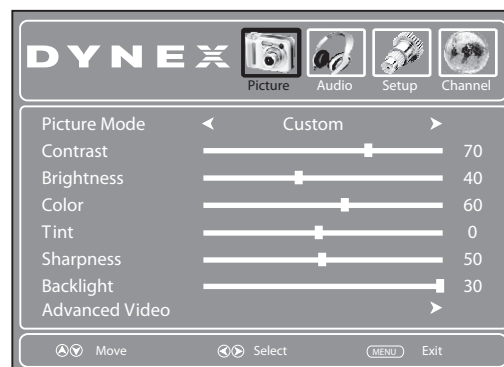 DYNEX
Picture Audio Setup Channel
Picture Mode Custom
Contrast 70
Brightness 40
Color 60
Tint 0
Sharpness 50
Backlight 30
Advanced Video
Move Select MENU Exit